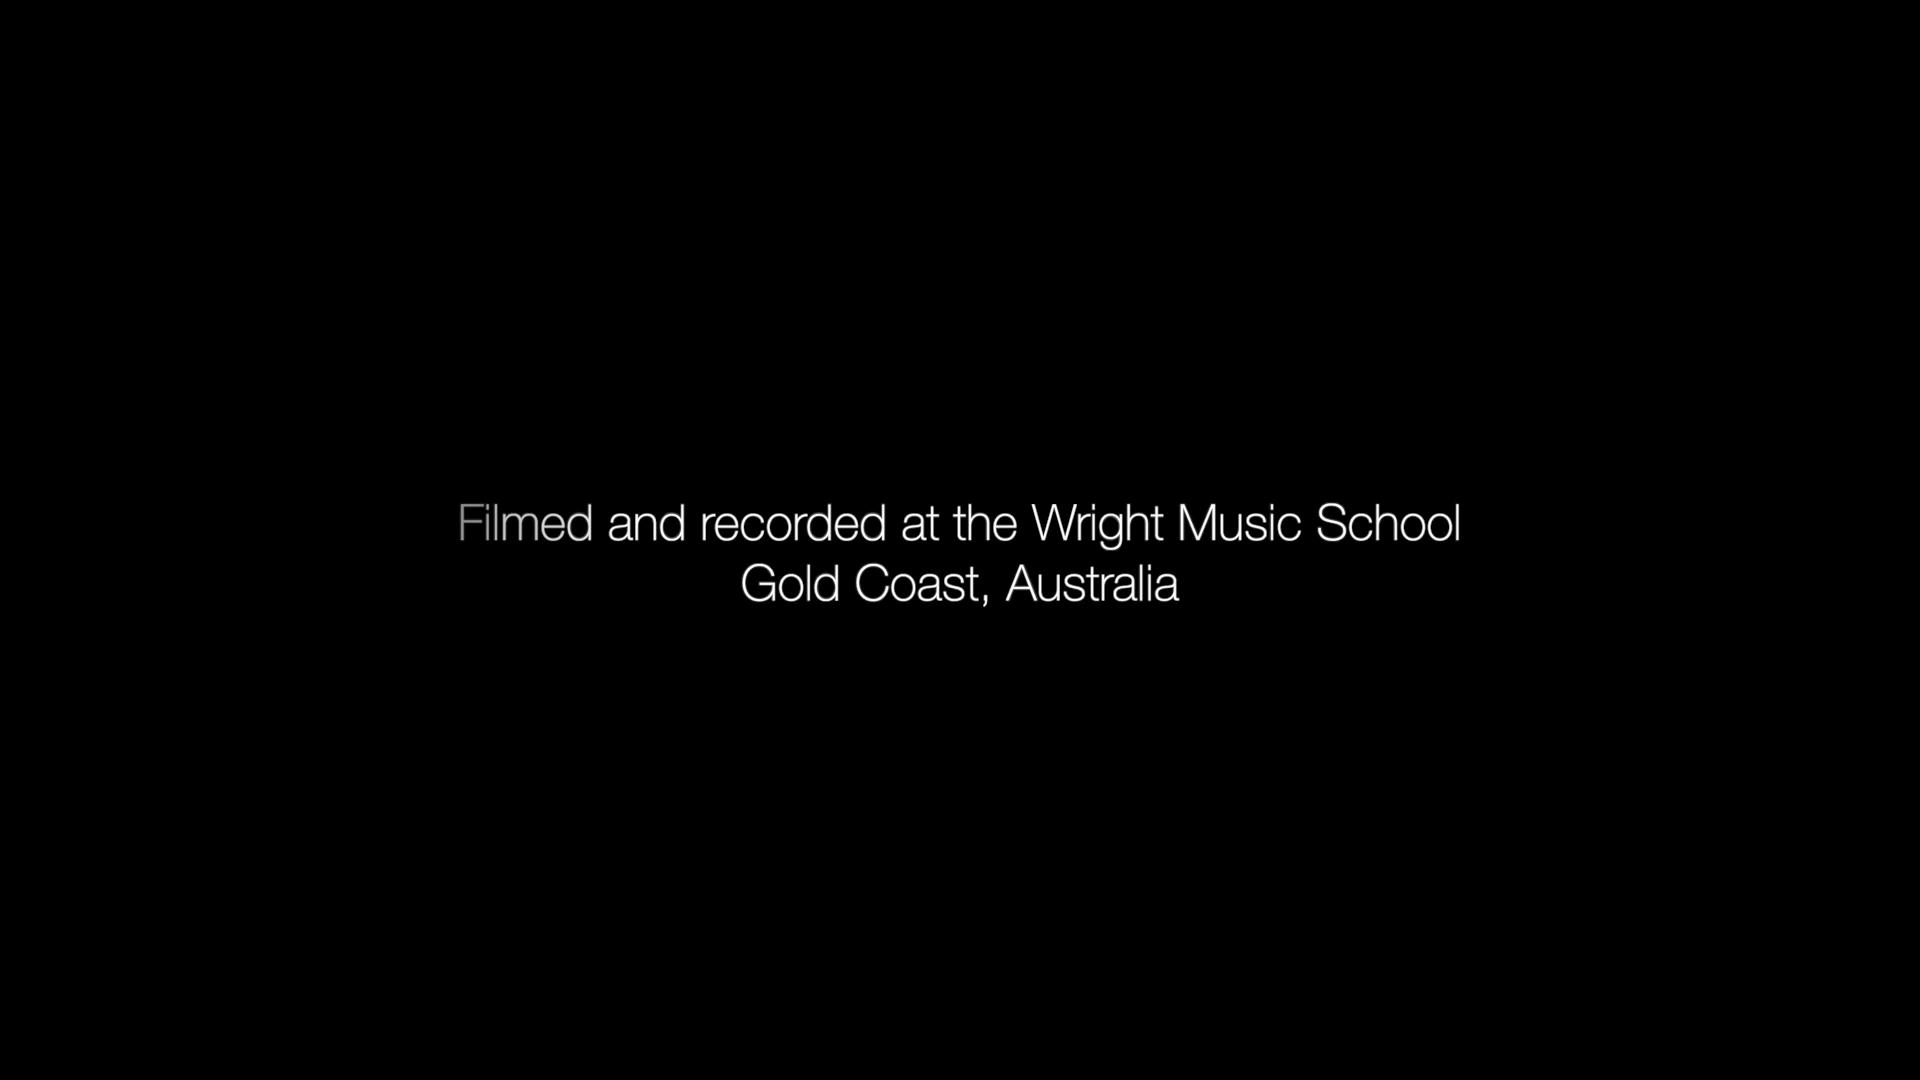 Filmed and recorded at the Wright Music School
Gold Coast, Australia